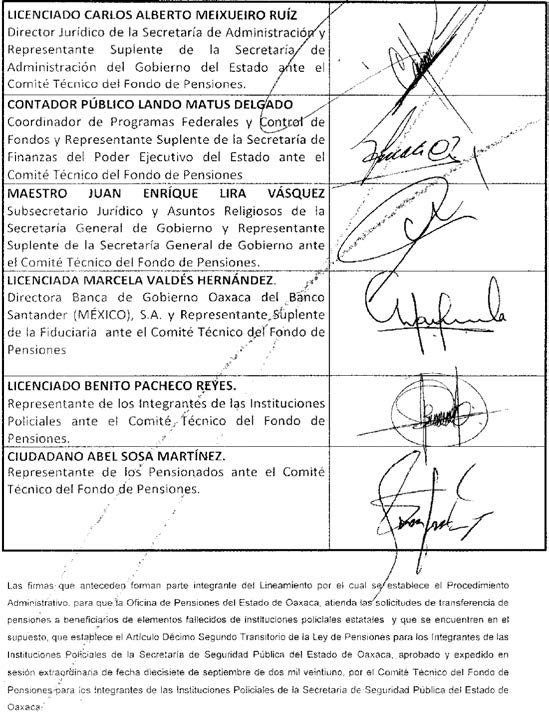 LICENCIADO CARLOS ALBERTO MEIXUEIRO RUÍZ
Director Jurídico de la Secretaría de Administración y
Representante Suplente de la Secretaría de
Administración del Gobierno del Estado ante el
Comité Técnico del Fondo de Pensiones.
CONTADOR PÚBLICO LANDO MATUS DELGADO
Coordinador de Programas Federales y Control de
Fondos y Representante Suplente de la Secretaría de
Finanzas del Poder Ejecutivo del Estado ante el
Comité Técnico del Fondo de Pensiones
MAESTRO JUAN ENRÍQUE LIRA VÁSQUEZ
Subsecretario Jurídico y Asuntos Religiosos de la
Secretaría General de Gobierno y Representante
Suplente de la Secretaría General de Gobierno ante
el Comité Técnico del Fondo de Pensiones.
LICENCIADA MARCELA VALDÉS HERNÁNDEZ.
Directora Banca de Gobierno Oaxaca del Banco
Santander (MÉXICO), S.A. y Representante Suplente
de la Fiduciaria ante el Comité Técnico del Fondo de
Pensiones
LICENCIADO BENITO PACHECO REYES.
Representante de los Integrantes de las Instituciones
Policiales ante el Comité Técnico del Fondo de
Pensiones.
CIUDADANO ABEL SOSA MARTÍNEZ.
Representante de los Pensionados ante el Comité
Técnico del Fondo de Pensiones.
Las firmas que anteceden forman parte integrante del Lineamiento por el cual se establece el Procedimiento
Administrativo, para que la Oficina de Pensiones del Estado de Oaxaca, atienda las solicitudes de transferencia de
pensiones a beneficiarios de elementos fallecidos de instituciones policiales estatales y que se encuentren en el
supuesto, que establece el Artículo Décimo Segundo Transitorio de la Ley de Pensiones para los Integrantes de las
Instituciones Policiales de la Secretaría de Seguridad Pública del Estado de Oaxaca, aprobado y expedido en
sesión extraordinaria de fecha diecisiete de septiembre de dos mil veintiuno, por el Comité Técnico del Fondo de
Pensiones para los Integrantes de las Instituciones Policiales de la Secretaria de Seguridad Pública del Estado de
Oaxaca